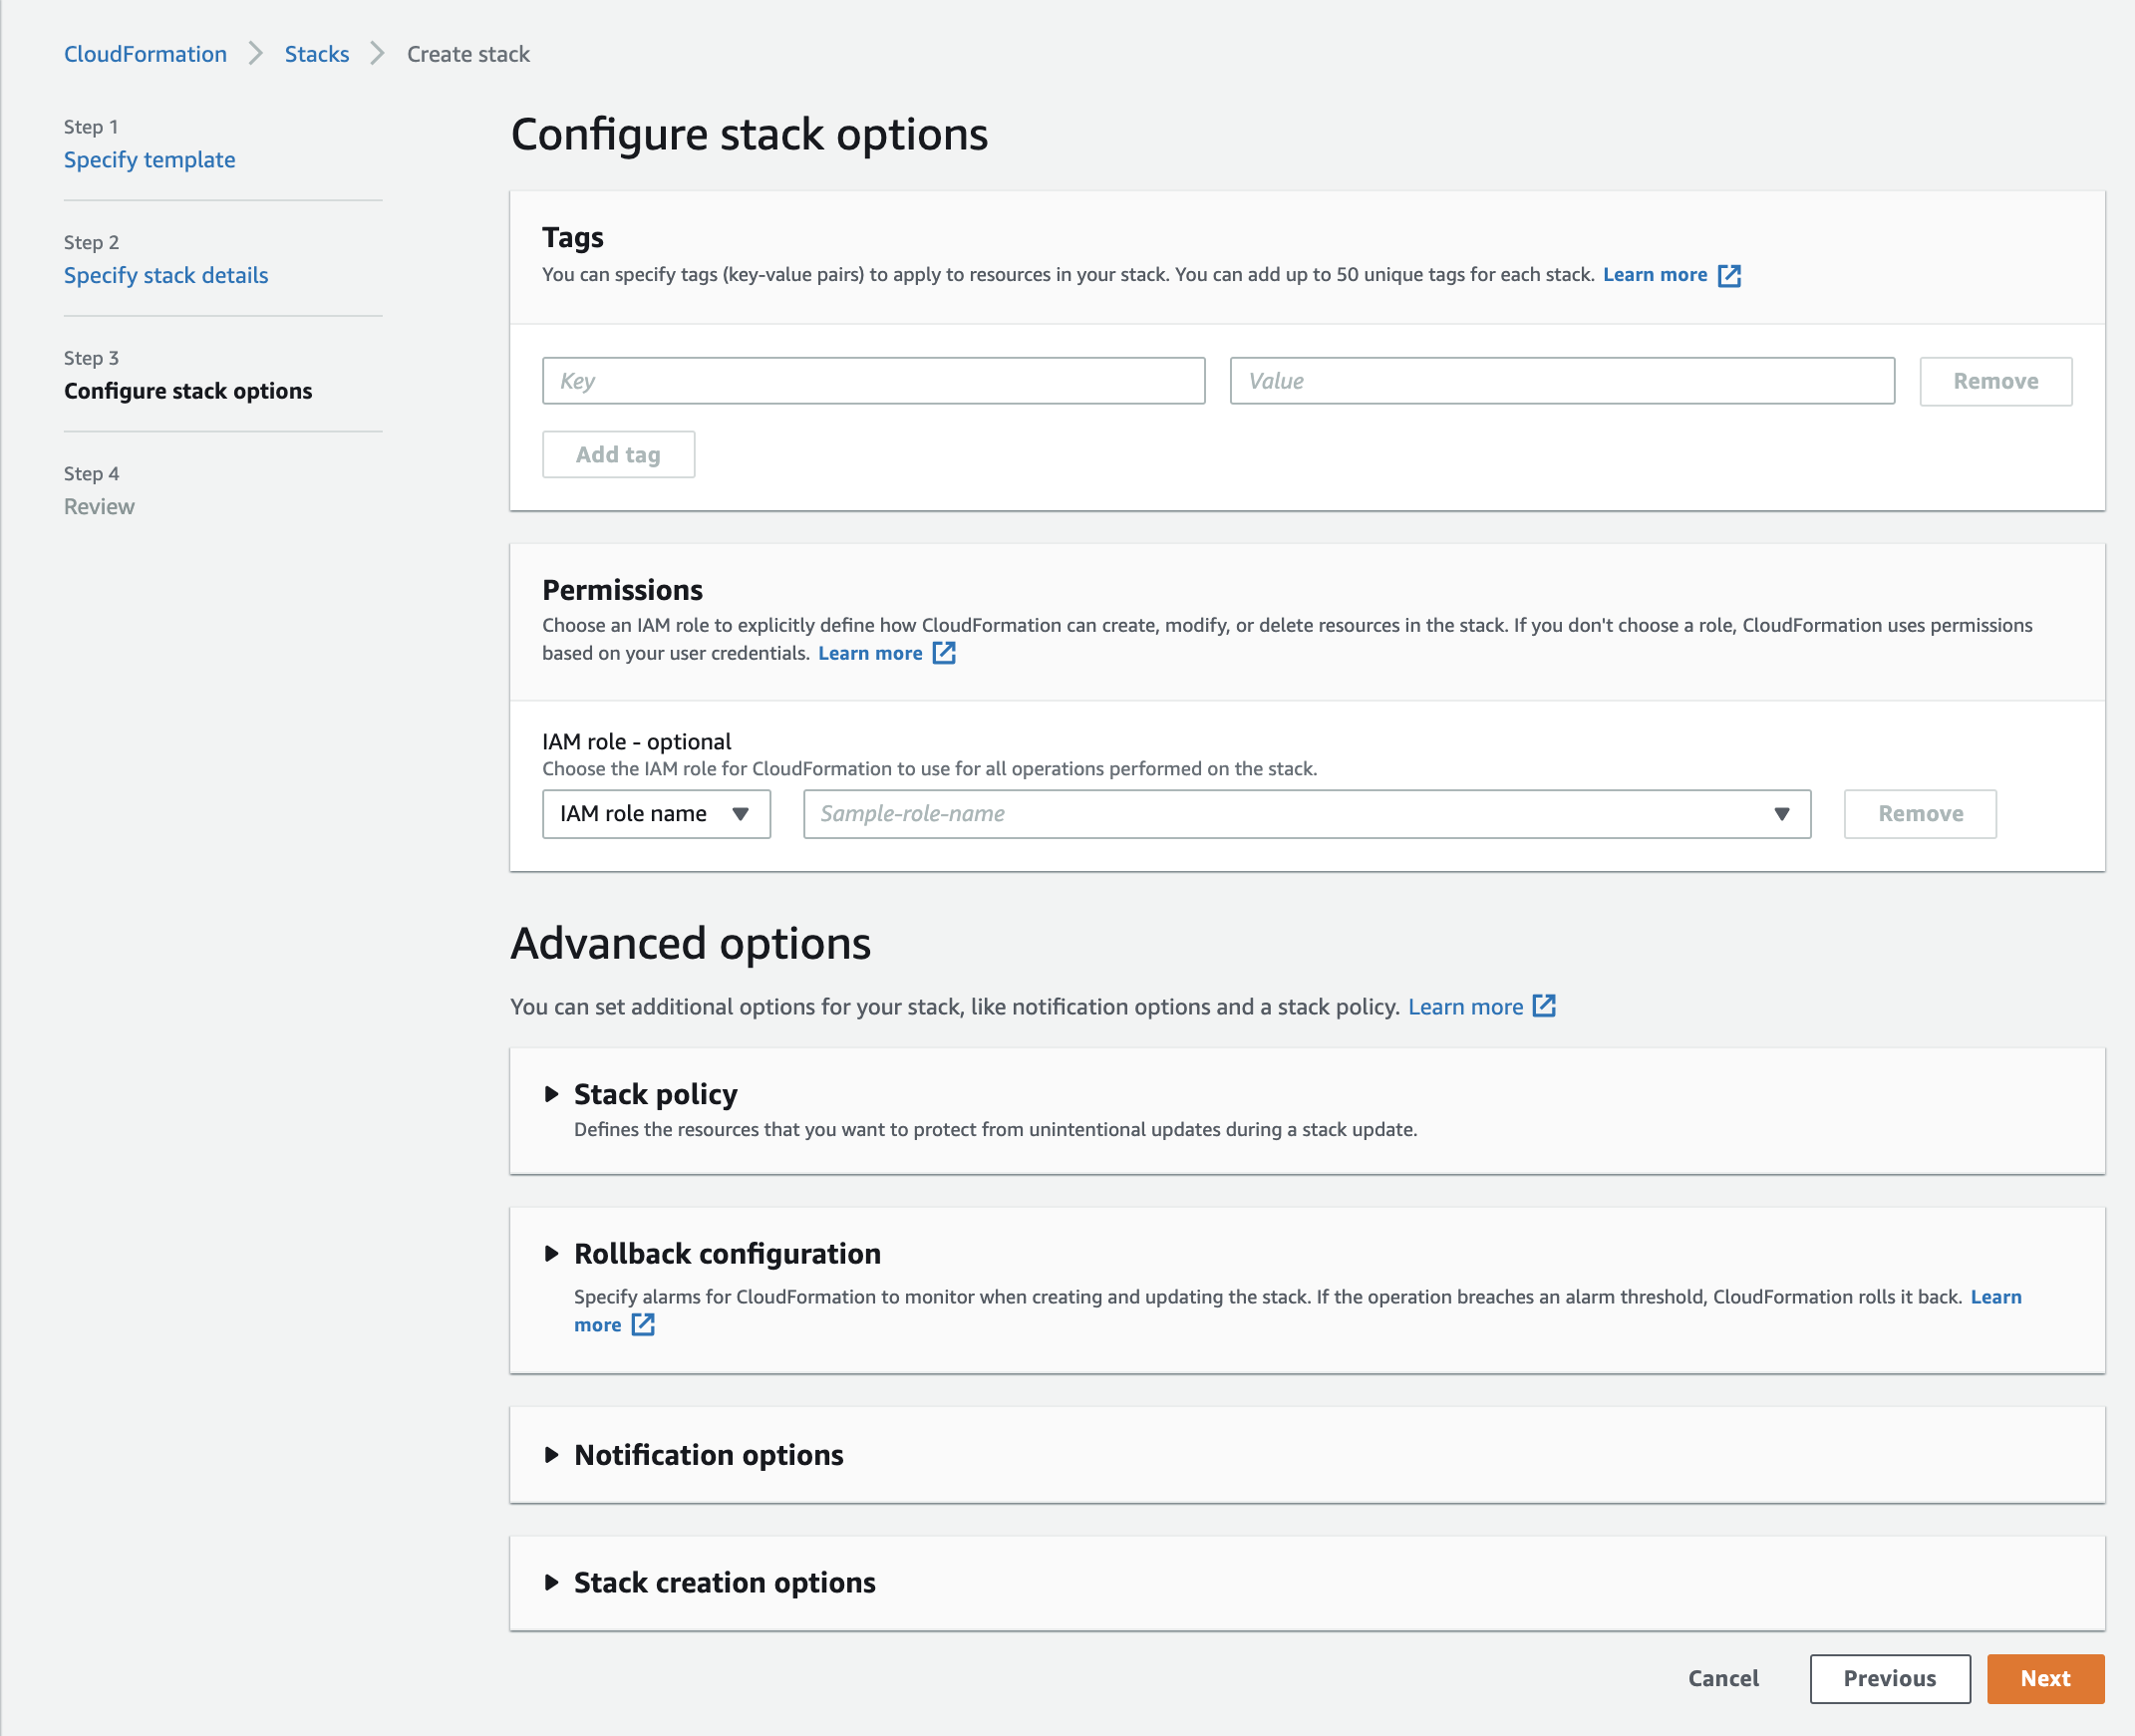 CloudFormation Stacks Create stack
Step 1
Specify template
Step 2
Specify stack details
Step 3
Configure stack options
Step 4
Review
Configure stack options
Tags
You can specify tags (key-value pairs) to apply to resources in your stack. You can add up to 50 unique tags for each stack. Learn more
Key Value Remove
Add tag
Permissions
Choose an IAM role to explicitly define how CloudFormation can create, modify, or delete resources in the stack. If you don't choose a role, CloudFormation uses permissions
based on your user credentials. Learn more
IAM role - optional
Choose the IAM role for CloudFormation to use for all operations performed on the stack.
IAM role name Sample-role-name Remove
Advanced options
You can set additional options for your stack, like notification options and a stack policy. Learn more
Stack policy
Defines the resources that you want to protect from unintentional updates during a stack update.
Rollback configuration
Specify alarms for CloudFormation to monitor when creating and updating the stack. If the operation breaches an alarm threshold, CloudFormation rolls it back. Learn
more
Notification options
Stack creation options
Cancel Previous Next